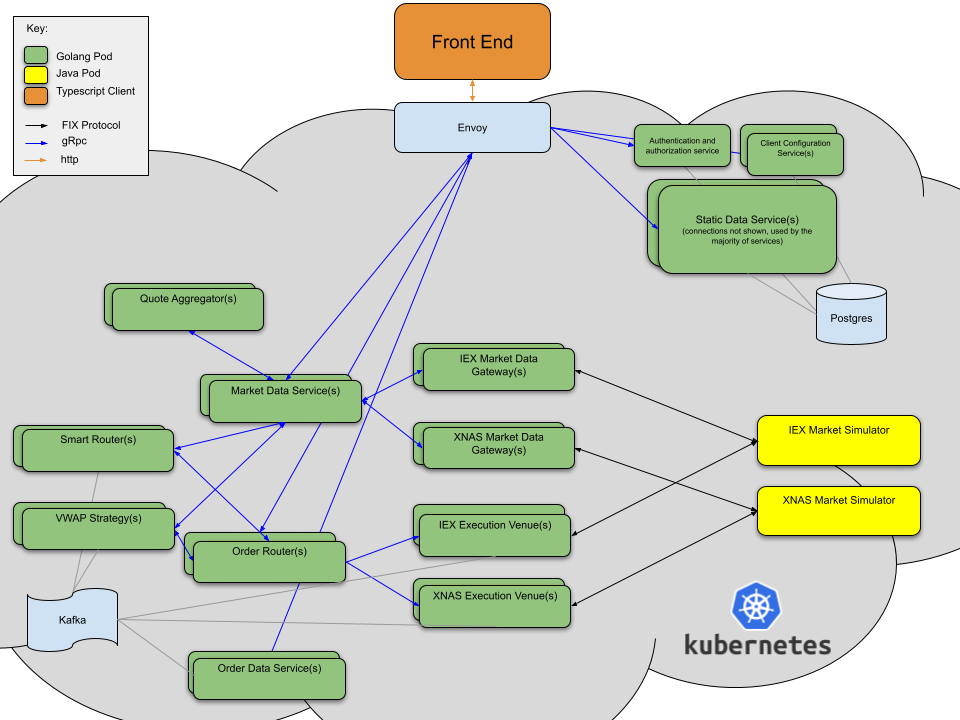 Key:
Golang Pod
Java Pod
Typescript Client
FIX Protocol
gRpc
http
Front End
Envoy
Authentication and
authorization service
Client Configuration
Service(s)
Static Data Service(s)
(connections not shown, used by the
majority of services)
Postgres
Quote Aggregator(s)
Market Data Service(s)
IEX Market Data
Gateway(s)
XNAS Market Data
Gateway(s)
IEX Market Simulator
XNAS Market Simulator
Smart Router(s)
VWAP Strategy(s)
Order Router(s)
IEX Execution Venue(s)
XNAS Execution Venue(s)
Kafka
Order Data Service(s)
kubernetes